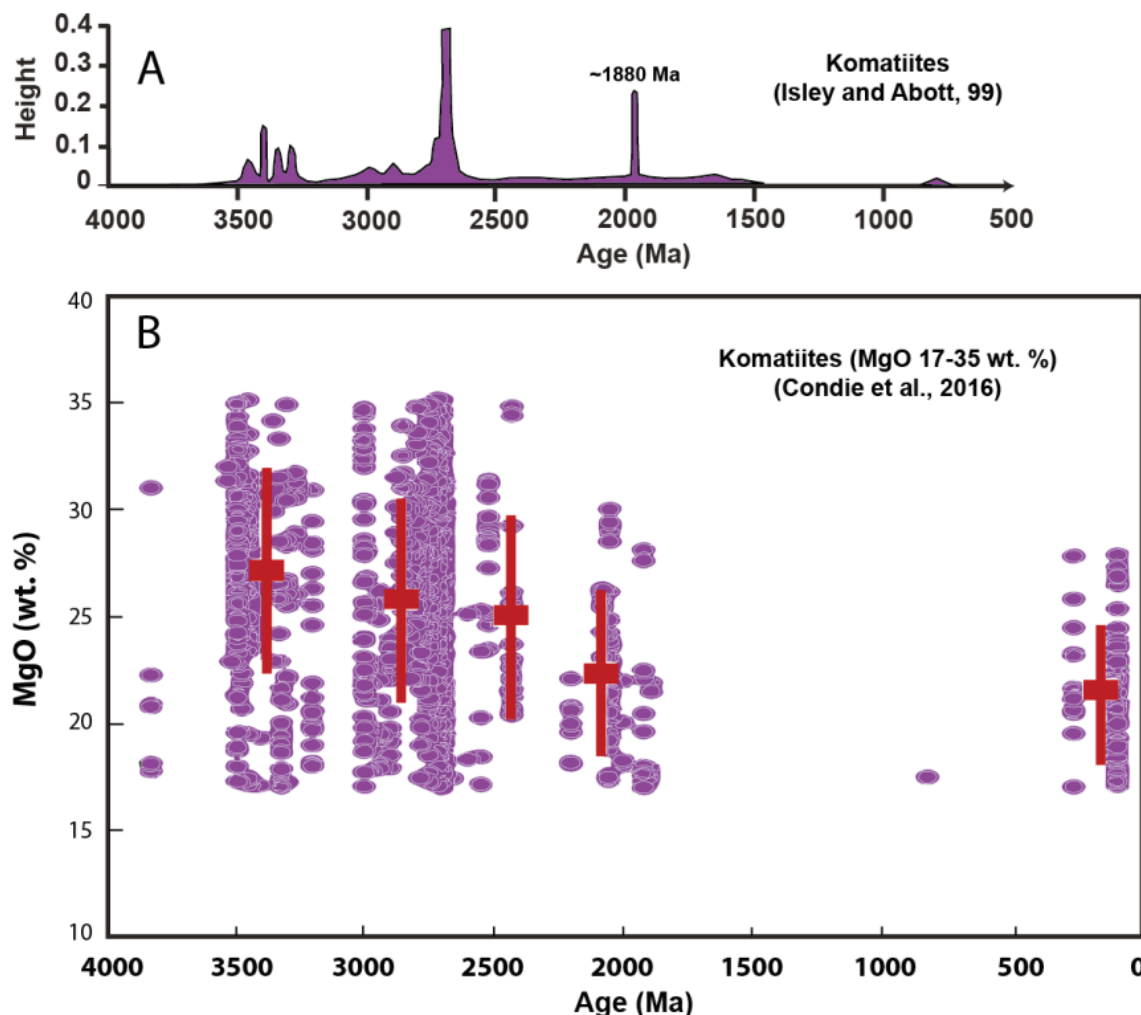 A
Height
0.4
0.3
0.2
0.1
0
~1880 Ma
Komatiites
(Isley and Abott, 99)
4000 3500 3000 2500 2000 1500 1000 500
Age (Ma)
B
Komatiites (MgO 17-35 wt. %)
(Condie et al., 2016)
MgO (wt. %)
40
35
30
25
20
15
10
4000 3500 3000 2500 2000 1500 1000 500 0
Age (Ma)